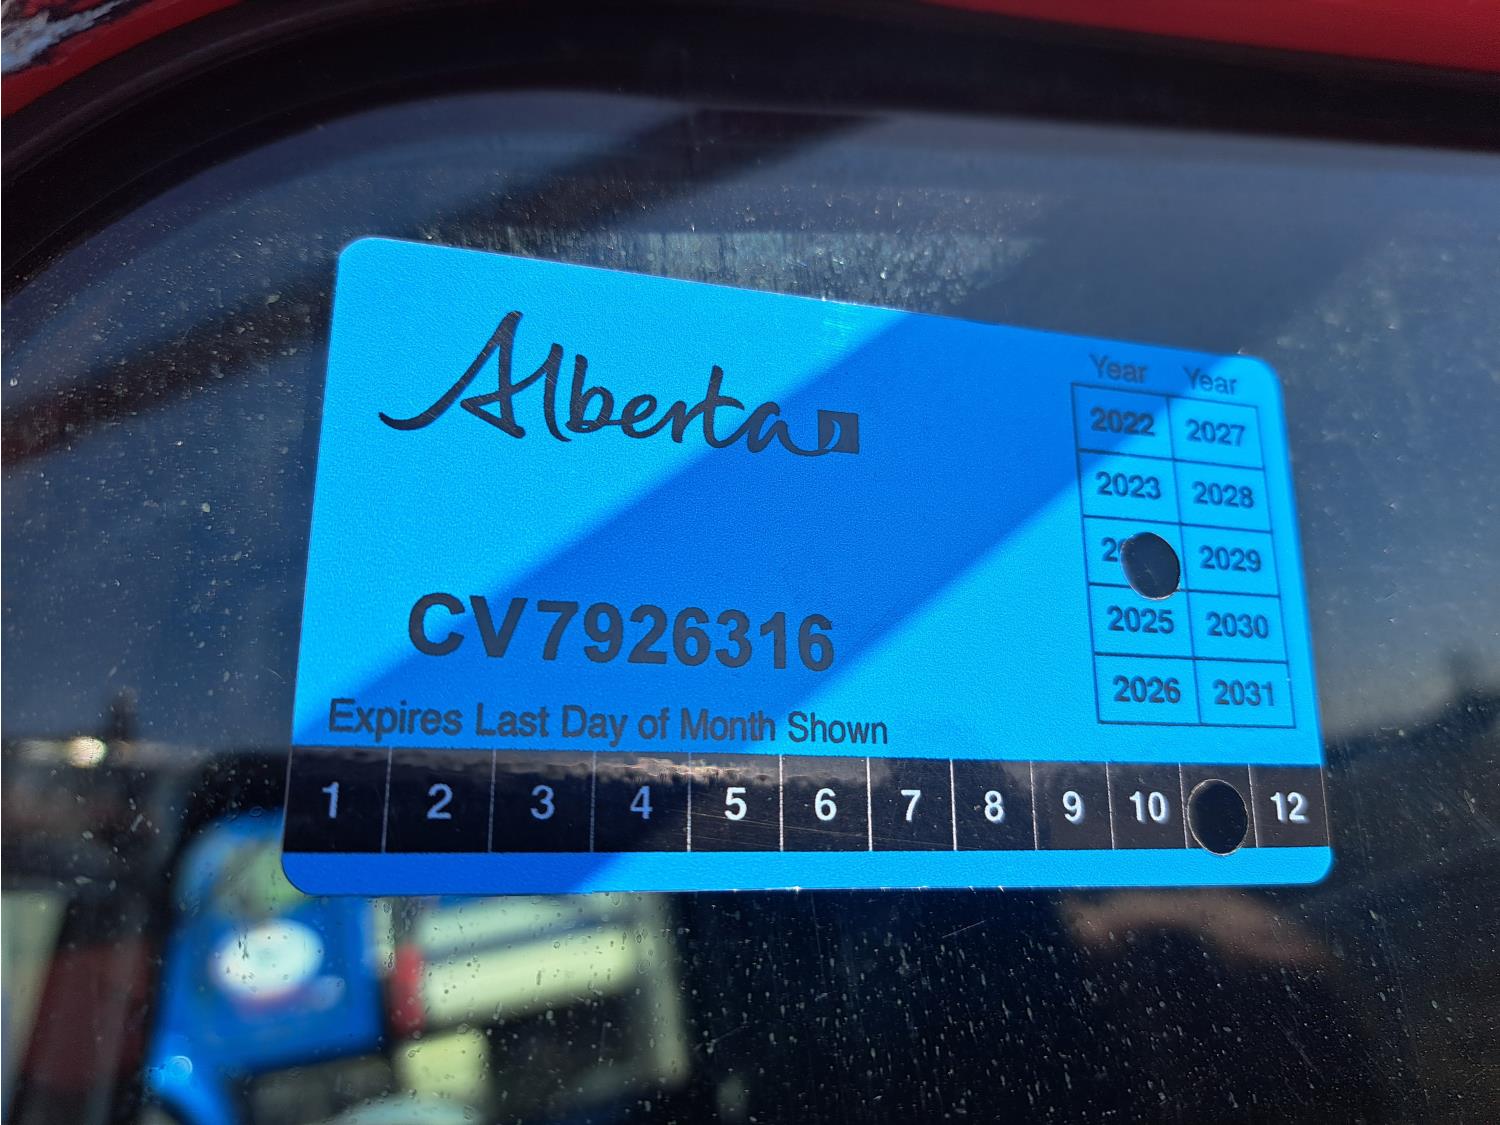 Alberta
Year Year
2022 2027
2023 2028
2029
2025 2030
2026 2031
CV7926316
Expires Last Day of Month Shown
1 2 3 4 5 6 7 8 9 10 12